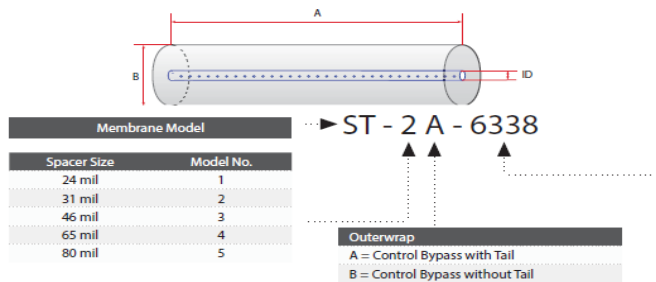 A
B
ID
Membrane Model
ST - 2 A - 6338
Spacer Size Model No.
24 mil 1
31 mil 2
46 mil 3
65 mil 4
80 mil 5
Outerwrap
A = Control Bypass with Tail
B = Control Bypass without Tail